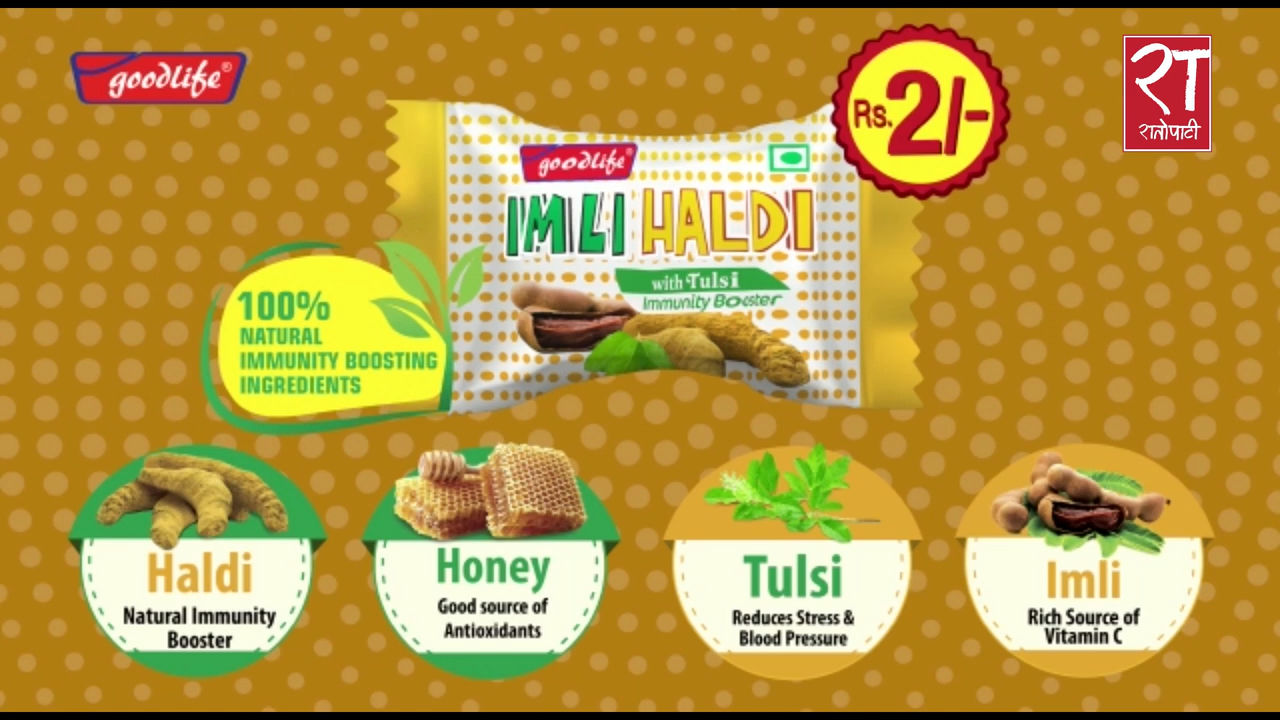 goodlife®
Rs. 2/-
रा
रातोपाटी
goodlife®
IMLI HALDI
with Tulsi
Immunity Booster
100%
NATURAL
IMMUNITY BOOSTING
INGREDIENTS
Haldi
Natural Immunity
Booster
Honey
Good source of
Antioxidants
Tulsi
Reduces Stress &
Blood Pressure
Imli
Rich Source of
Vitamin C